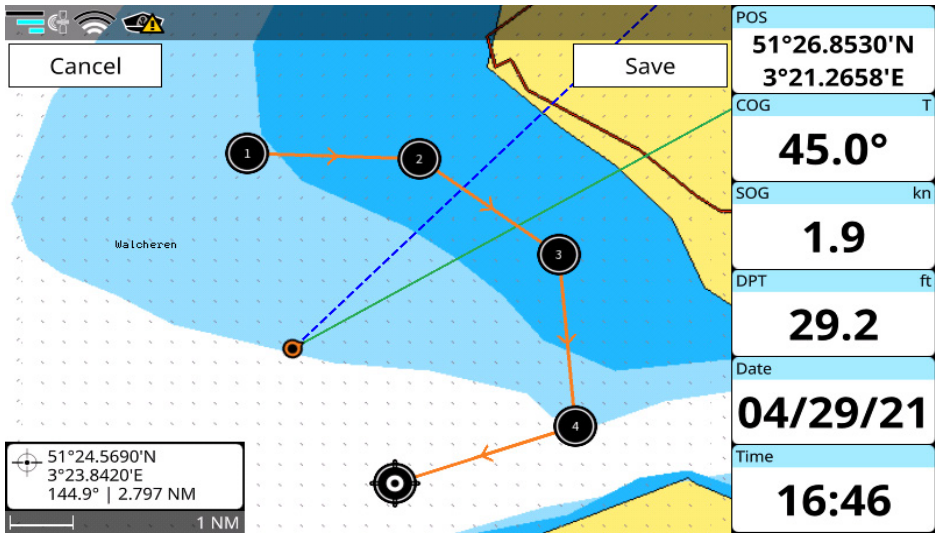 Cancel
Save
1
2
3
4
Walcheren
51°24.5690'N
3°23.8420'E
144.9° | 2.797 NM
1 NM
POS
51°26.8530'N
3°21.2658'E
COG T
45.0°
SOG kn
1.9
DPT ft
29.2
Date
04/29/21
Time
16:46